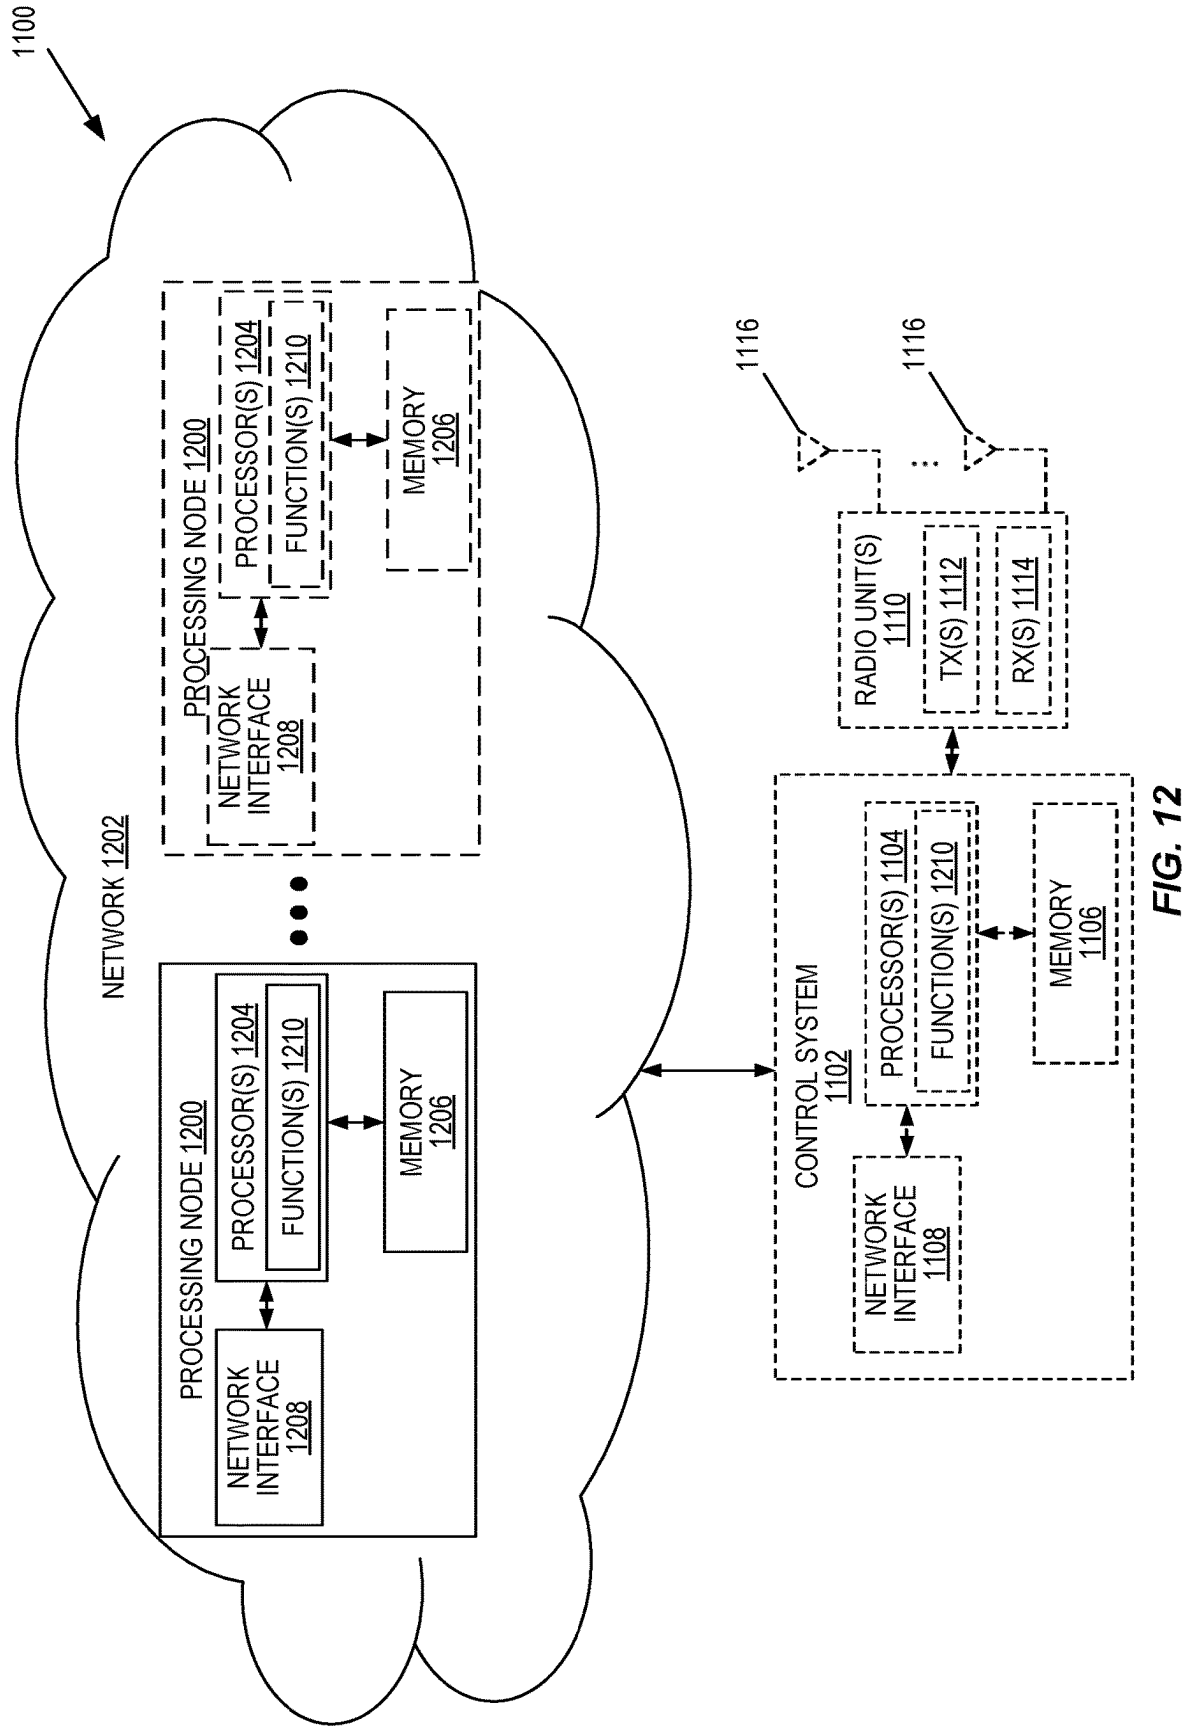 1100
NETWORK 1202
PROCESSING NODE 1200
NETWORK
INTERFACE
1208
PROCESSOR(S) 1204
FUNCTION(S) 1210
MEMORY
1206
PROCESSING NODE 1200
NETWORK
INTERFACE
1208
PROCESSOR(S) 1204
FUNCTION(S) 1210
MEMORY
1206
CONTROL SYSTEM
1102
NETWORK
INTERFACE
1108
PROCESSOR(S) 1104
FUNCTION(S) 1210
MEMORY
1106
RADIO UNIT(S)
1110
TX(S) 1112
RX(S) 1114
1116
1116
FIG. 12